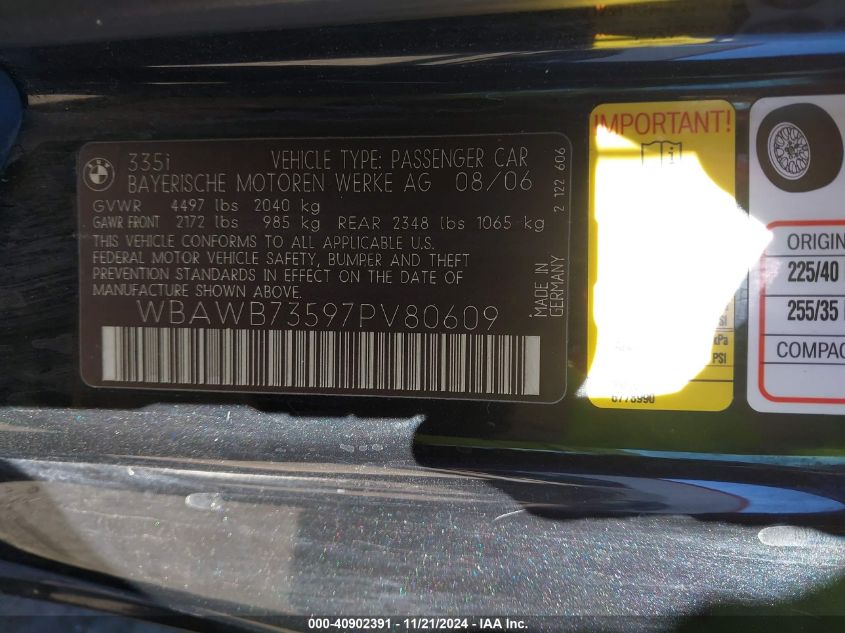 335i VEHICLE TYPE: PASSENGER CAR
BAYERISCHE MOTOREN WERKE AG 08/06
GVWR 4497 lbs 2040 kg
GAWR FRONT 2172 lbs 985 kg REAR 2348 lbs 1065 kg
THIS VEHICLE CONFORMS TO ALL APPLICABLE U.S.
FEDERAL MOTOR VEHICLE SAFETY, BUMPER AND THEFT
PREVENTION STANDARDS IN EFFECT ON THE DATE OF
MANUFACTURE SHOWN ABOVE.
WBAWB73597PV80609
2 122 606
MADE IN
GERMANY
IMPORTANT!
kPa
PSI
6778990
ORIGIN
225/40
255/35
COMPAC
000-40902391 - 11/21/2024 - IAA Inc.